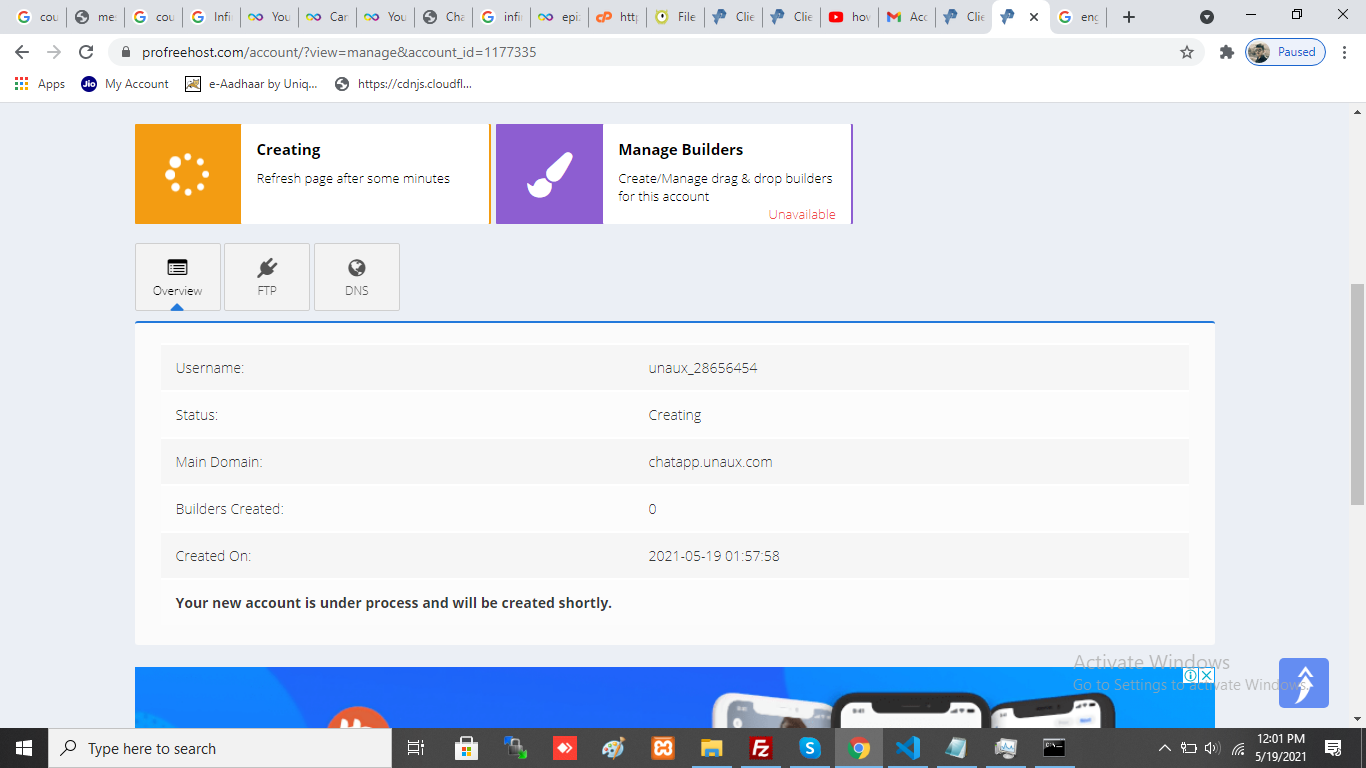 cou
me
cou
Infi
You
Car
You
Cha
infir
epiz
cP
http
File
Clie
Clie
hov
Acc
Clie
eng
profreehost.com/account/?view=manage&account_id=1177335
Paused
Apps
Jio
My Account
e-Aadhaar by Uniq...
https://cdnjs.cloudfl...
Creating
Refresh page after some minutes
Manage Builders
Create/Manage drag & drop builders
for this account
Unavailable
Overview
FTP
DNS
Username: unaux_28656454
Status: Creating
Main Domain: chatapp.unaux.com
Builders Created: 0
Created On: 2021-05-19 01:57:58
Your new account is under process and will be created shortly.
Activate Windows
Go to Settings to activate Windows.
Type here to search
12:01 PM
5/19/2021